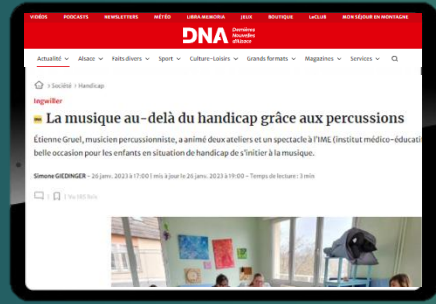 VIDÉOS PODCASTS NEWSLETTERS MÉTÉO LIBRA MEMORIA JEUX BOUTIQUE LeCLUB MON SÉJOUR EN MONTAGNE
DNA Dernières
Nouvelles
d'Alsace
Actualité Alsace Faits divers Sport Culture-Loisirs Grands formats Magazines Services
Société Handicap
Ingwiller
La musique au-delà du handicap grâce aux percussions
Étienne Gruel, musicien percussionniste, a animé deux ateliers et un spectacle à l'IME (institut médico-éducati
belle occasion pour les enfants en situation de handicap de s'initier à la musique.
Simone GIEDINGER - 26 janv. 2023 à 17:00 | mis à jour le 26 janv. 2023 à 19:00 - Temps de lecture : 3 min